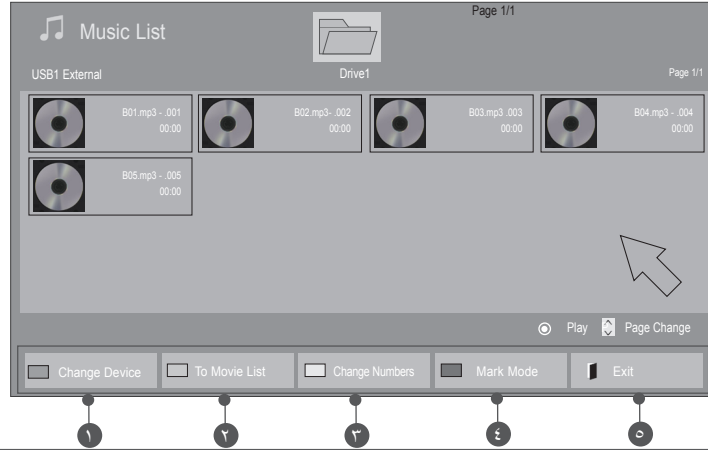 Page 1/1
Music List
USB1 External
Drive1
Page 1/1
B01.mp3 - .001
00:00
B02.mp3- .002
00:00
B03.mp3 .003
00:00
B04.mp3 - .004
00:00
B05.mp3 - .005
00:00
Play
Page Change
Change Device
To Movie List
Change Numbers
Mark Mode
Exit
١
٢
٣
٤
٥